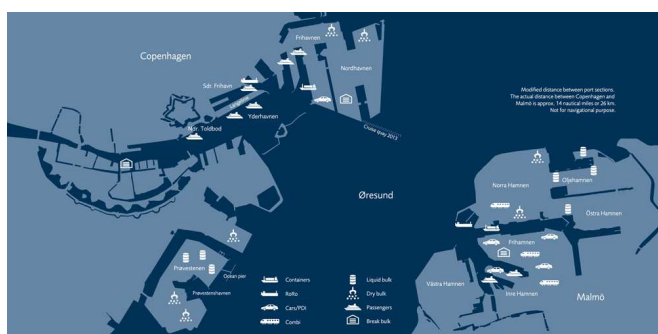 Copenhagen
Frihavnen
Nordhavnen
Sdr. Frihavn
Langelinie
Yderhavnen
Ndr. Toldbod
Cruise quay 2013
Modified distance between port sections.
The actual distance between Copenhagen and
Malmö is approx. 14 nautical miles or 26 km.
Not for navigational purpose.
Øresund
Norra Hamnen
Oljehamnen
Östra Hamnen
Frihamnen
Västra Hamnen
Inre Hamnen
Malmö
Prøvestenen
Ocean pier
Prøvestenshavnen
Containers
RoRo
Cars/PDI
Combi
Liquid bulk
Dry bulk
Passengers
Break bulk